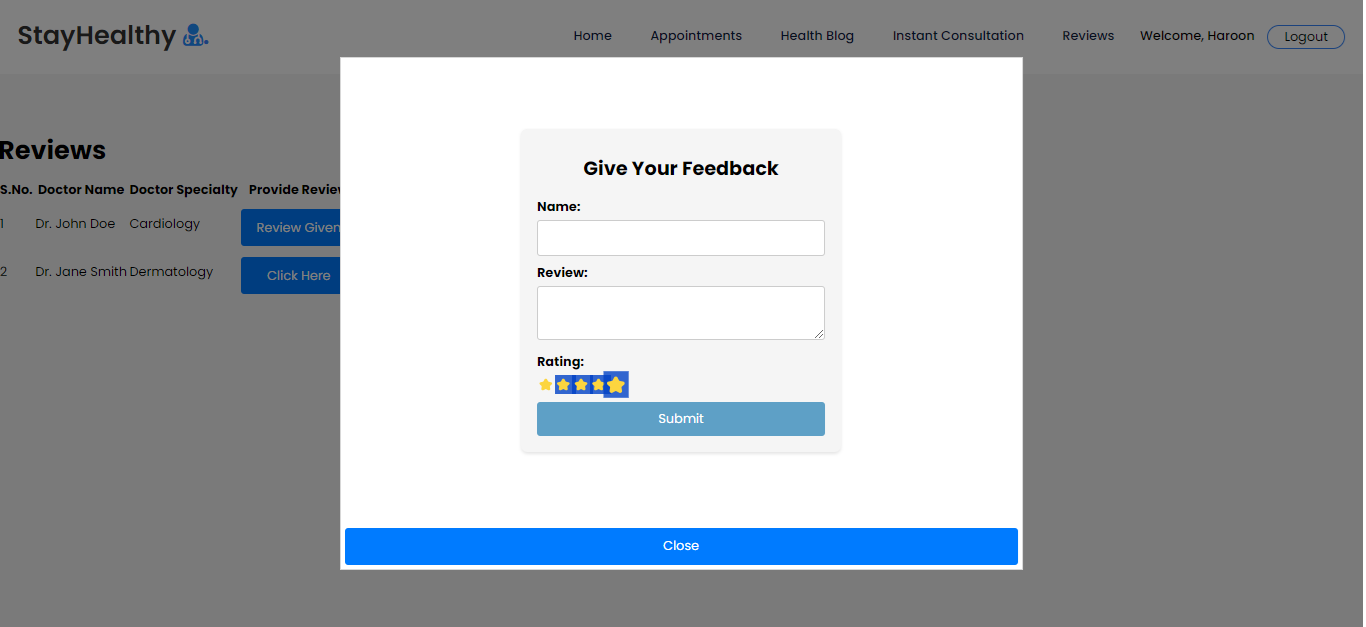 StayHealthy
Home Appointments Health Blog Instant Consultation Reviews Welcome, Haroon Logout
Reviews
S.No. Doctor Name Doctor Specialty Provide Review
1 Dr. John Doe Cardiology Review Given
2 Dr. Jane Smith Dermatology Click Here
Give Your Feedback
Name:
Review:
Rating:
Submit
Close